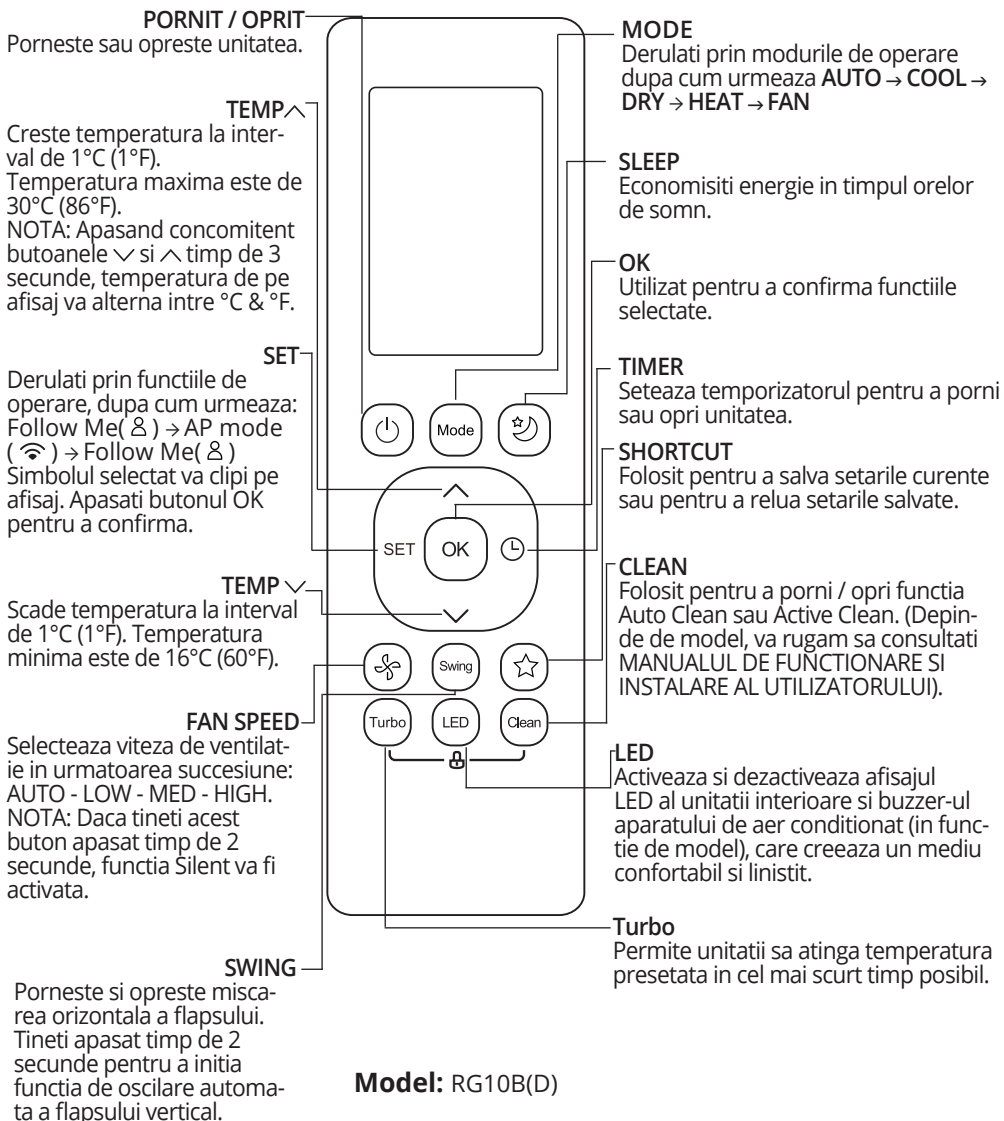 PORNIT / OPRIT
Porneste sau opreste unitatea.
TEMP
Creste temperatura la inter-
val de 1°C (1°F).
Temperatura maxima este de
30°C (86°F).
NOTA: Apasand concomitent
butoanele si timp de 3
secunde, temperatura de pe
afisaj va alterna intre °C & °F.
SET
Derulati prin functiile de
operare, dupa cum urmeaza:
Follow Me( ) → AP mode
( ) → Follow Me( )
Simbolul selectat va clipi pe
afisaj. Apasati butonul OK
pentru a confirma.
TEMP
Scade temperatura la interval
de 1°C (1°F). Temperatura
minima este de 16°C (60°F).
FAN SPEED
Selecteaza viteza de ventilat-
ie in urmatoarea succesiune:
AUTO - LOW - MED - HIGH.
NOTA: Daca tineti acest
buton apasat timp de 2
secunde, functia Silent va fi
activata.
SWING
Porneste si opreste misca-
rea orizontala a flapsului.
Tineti apasat timp de 2
secunde pentru a initia
functia de oscilare automa-
ta a flapsului vertical.
Mode
SET
OK
Swing
Turbo
LED
Clean
MODE
Derulati prin modurile de operare
dupa cum urmeaza AUTO → COOL →
DRY → HEAT → FAN
SLEEP
Economisiti energie in timpul orelor
de somn.
OK
Utilizat pentru a confirma functiile
selectate.
TIMER
Seteaza temporizatorul pentru a porni
sau opri unitatea.
SHORTCUT
Folosit pentru a salva setarile curente
sau pentru a relua setarile salvate.
CLEAN
Folosit pentru a porni / opri functia
Auto Clean sau Active Clean. (Depin-
de de model, va rugam sa consultati
MANUALUL DE FUNCTIONARE SI
INSTALARE AL UTILIZATORULUI).
LED
Activeaza si dezactiveaza afisajul
LED al unitatii interioare si buzzer-ul
aparatului de aer conditionat (in func-
tie de model), care creeaza un mediu
confortabil si linistit.
Turbo
Permite unitatii sa atinga temperatura
presetata in cel mai scurt timp posibil.
Model: RG10B(D)